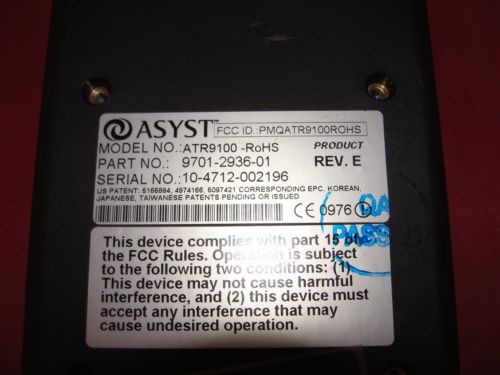 ASYST™ FCC ID :PMQATR9100ROHS
MODEL NO.: ATR9100 -RoHS PRODUCT
PART NO.: 9701-2936-01 REV. E
SERIAL NO.: 10-4712-002196
US PATENT: 5166884, 4974166, 5097421 CORRESPONDING EPC, KOREAN,
JAPANESE, TAIWANESE PATENTS PENDING OR ISSUED
CE 0976
QA
PASS
This device complies with part 15 of
the FCC Rules. Operation is subject
to the following two conditions: (1)
This device may not cause harmful
interference, and (2) this device must
accept any interference that may
cause undesired operation.